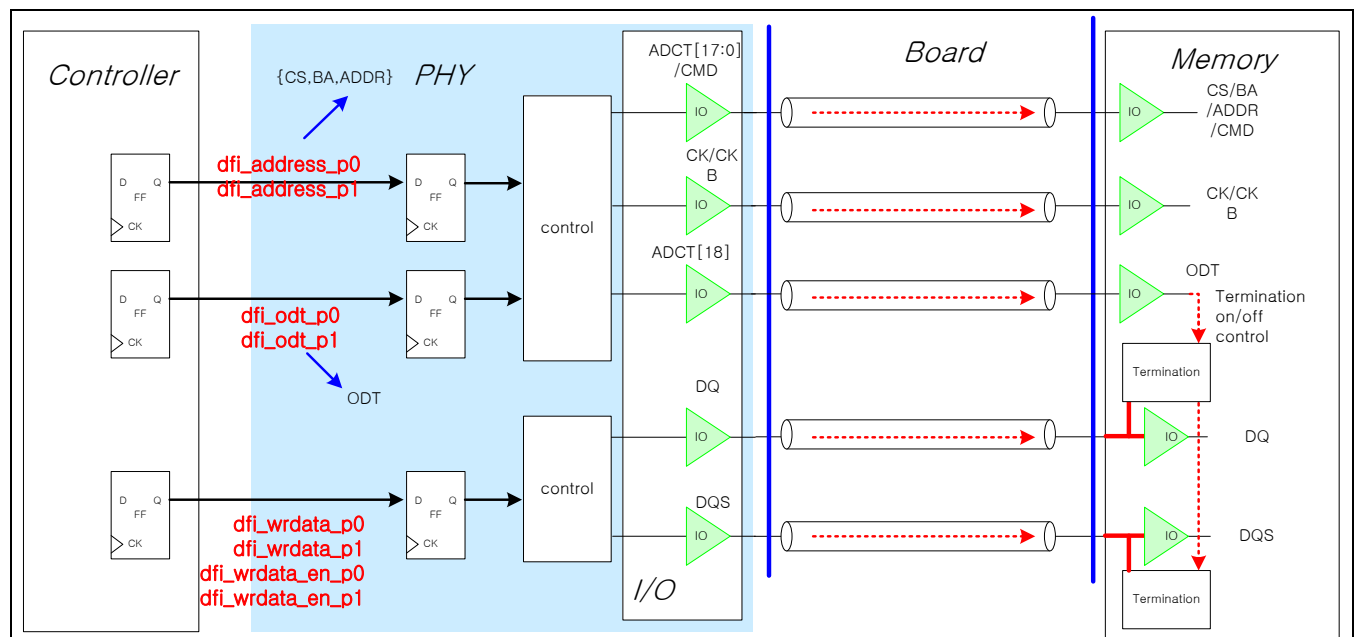 Controller
PHY
Board
Memory
{CS,BA,ADDR}
ADCT[17:0]
/CMD
IO
IO
CS/BA
/ADDR
/CMD
dfi_address_p0
dfi_address_p1
D Q
FF
CK
D Q
FF
CK
control
CK/CK
B
IO
IO
CK/CK
B
ADCT[18]
IO
IO
ODT
Termination
on/off
control
D Q
FF
CK
dfi_odt_p0
dfi_odt_p1
D Q
FF
CK
ODT
Termination
DQ
IO
IO
DQ
D Q
FF
CK
dfi_wrdata_p0
dfi_wrdata_p1
dfi_wrdata_en_p0
dfi_wrdata_en_p1
D Q
FF
CK
control
DQS
IO
IO
DQS
Termination
I/O